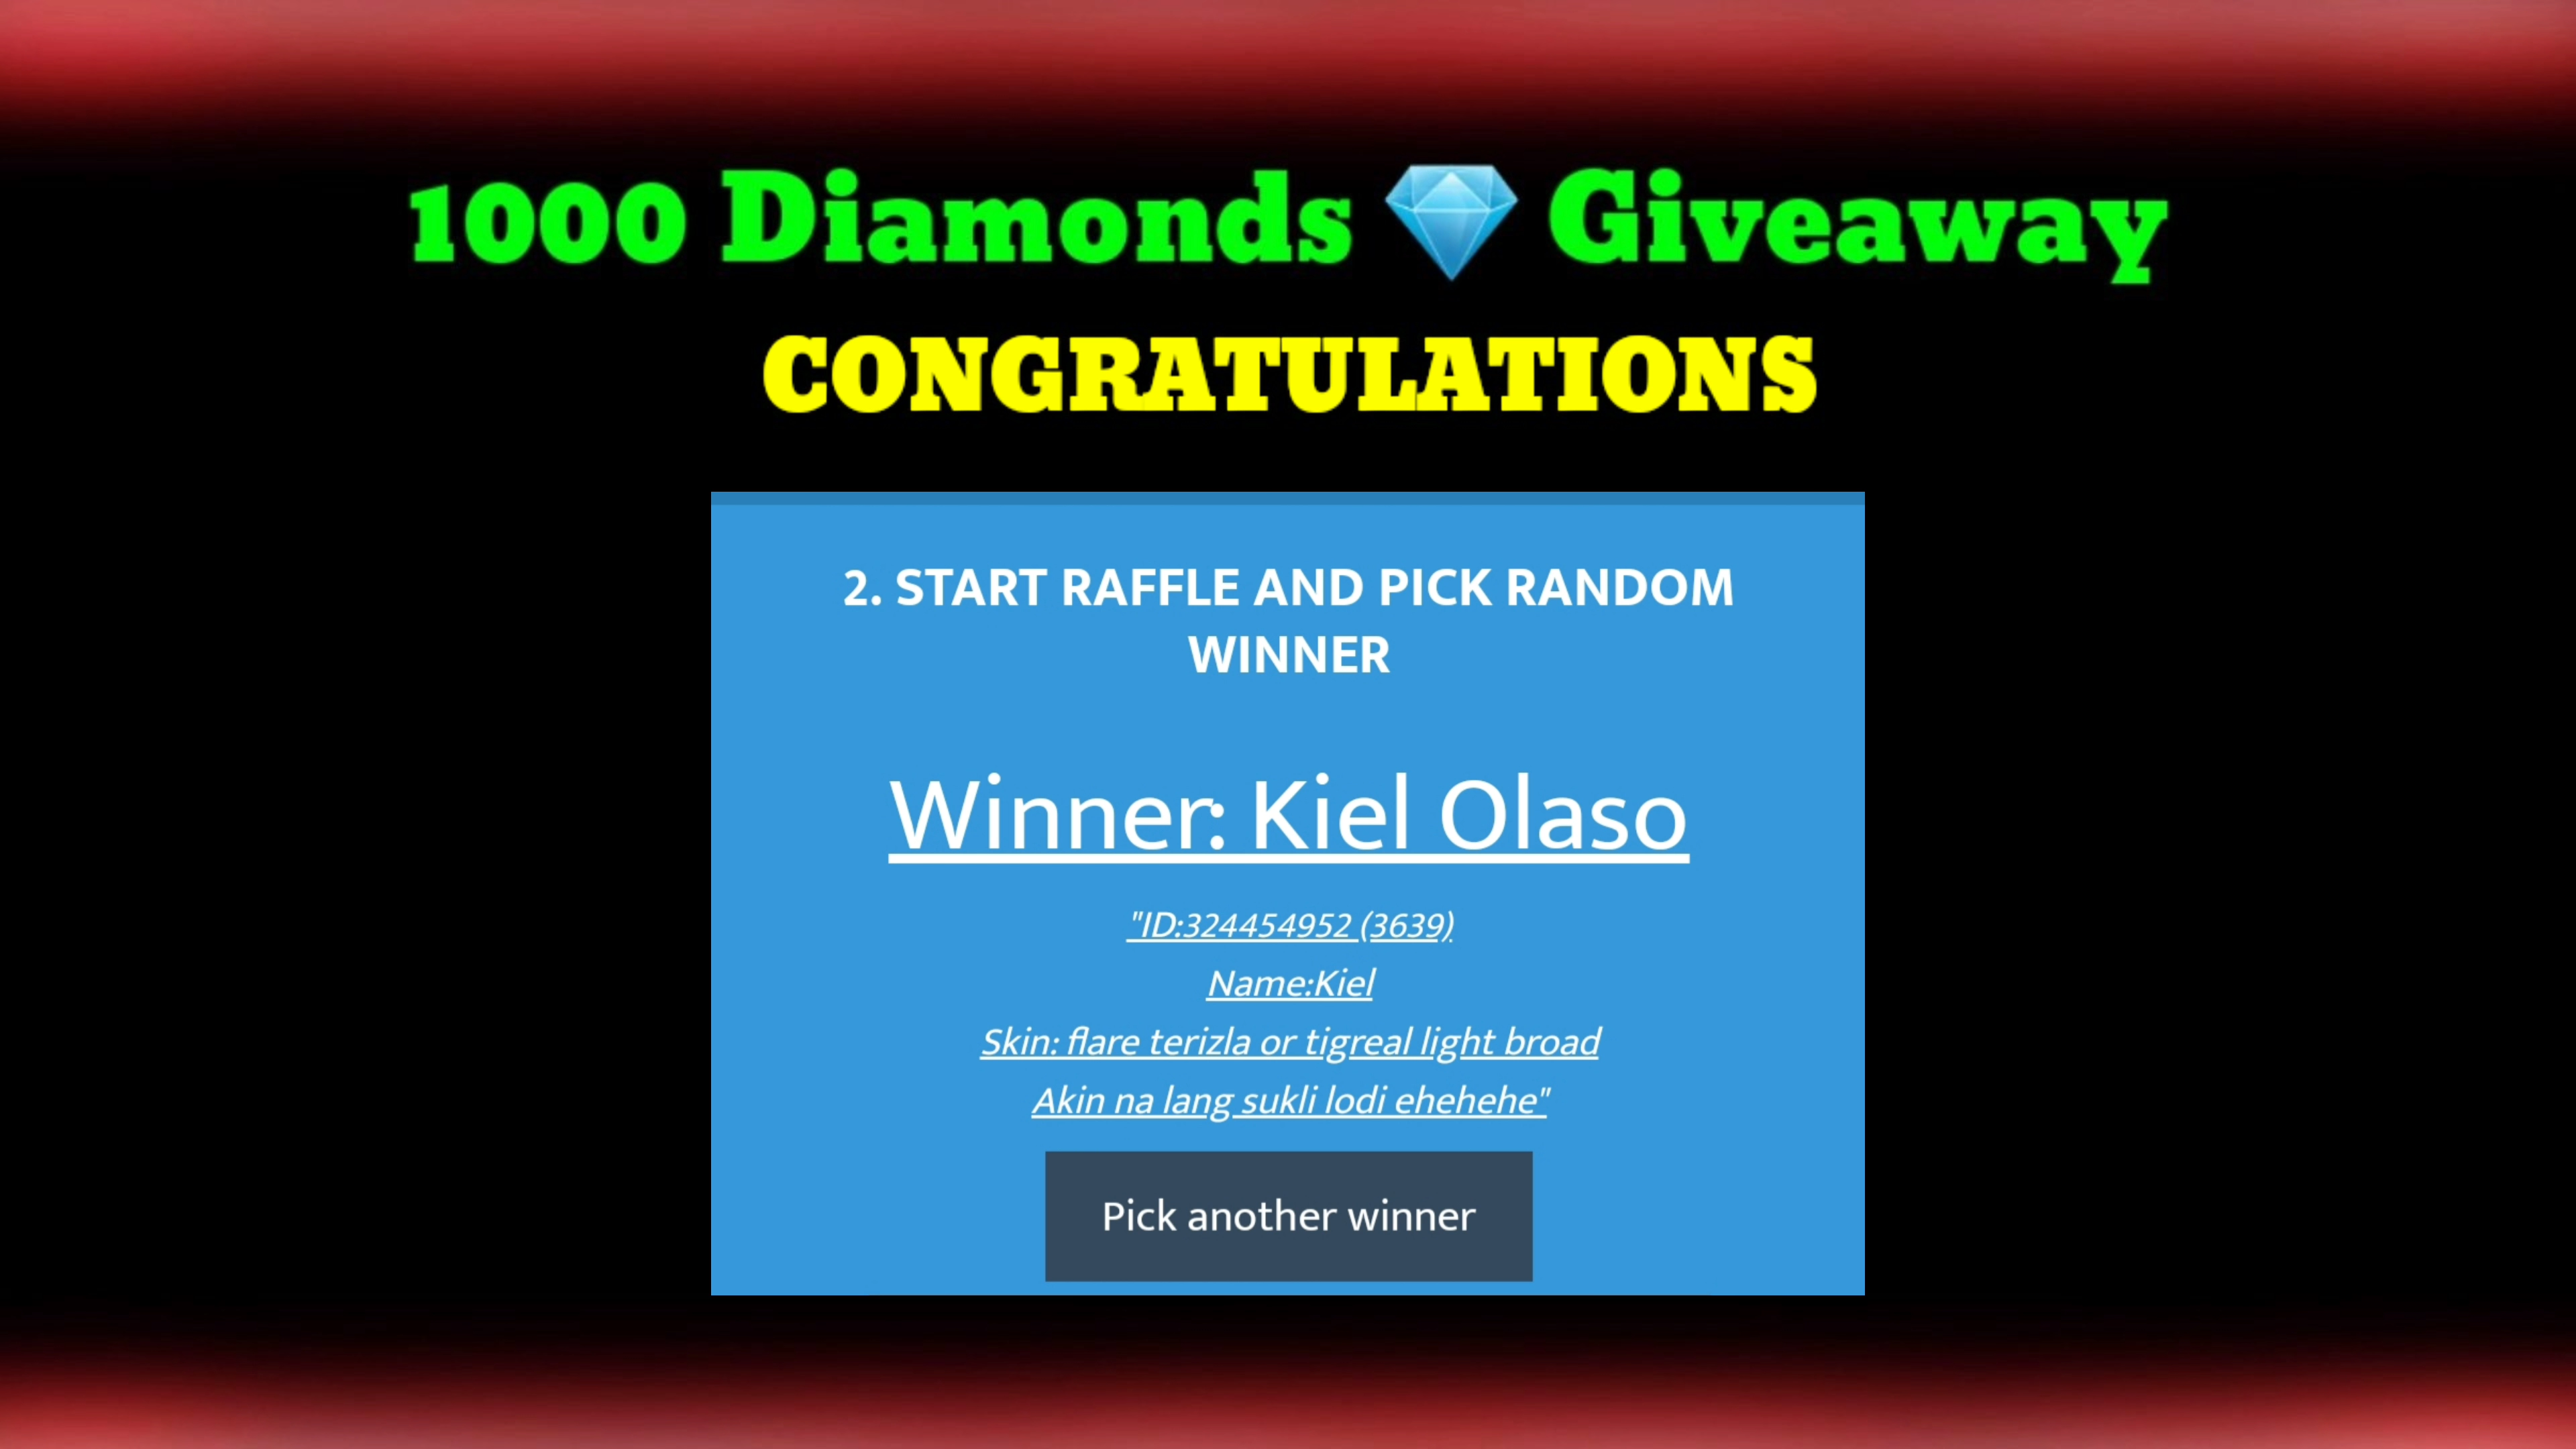 1000 Diamonds 💎 Giveaway
CONGRATULATIONS
2. START RAFFLE AND PICK RANDOM
WINNER
Winner: Kiel Olaso
"ID:324454952 (3639)
Name:Kiel
Skin: flare terizla or tigreal light broad
Akin na lang sukli lodi ehehehe"
Pick another winner